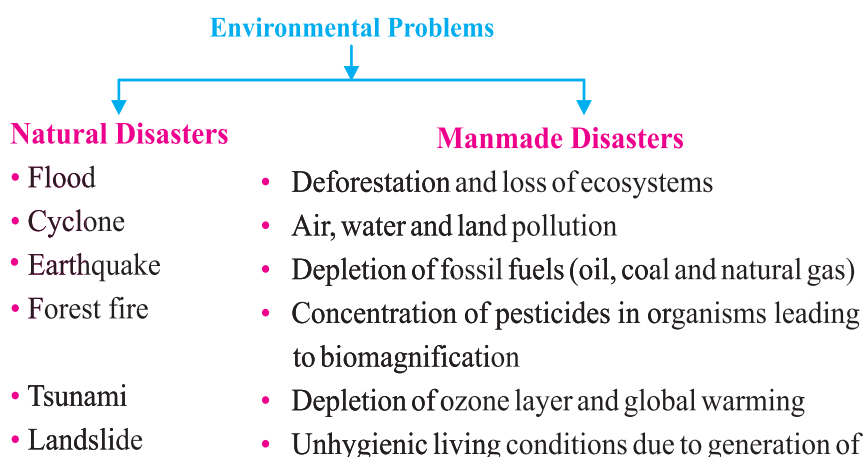 Environmental Problems
Natural Disasters
• Flood
• Cyclone
• Earthquake
• Forest fire
• Tsunami
• Landslide
Manmade Disasters
• Deforestation and loss of ecosystems
• Air, water and land pollution
• Depletion of fossil fuels (oil, coal and natural gas)
• Concentration of pesticides in organisms leading
to biomagnification
• Depletion of ozone layer and global warming
• Unhygienic living conditions due to generation of